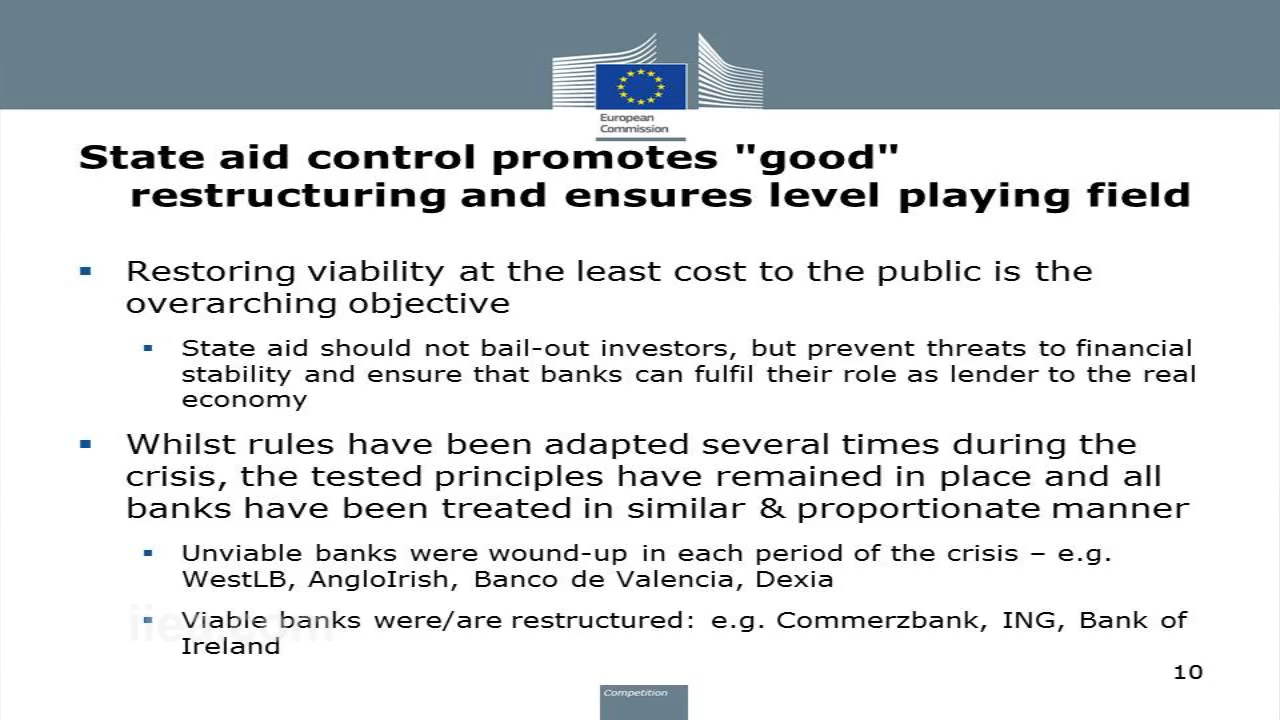 European
Commission
State aid control promotes "good"
restructuring and ensures level playing field
▪ Restoring viability at the least cost to the public is the
overarching objective
▪ State aid should not bail-out investors, but prevent threats to financial
stability and ensure that banks can fulfil their role as lender to the real
economy
▪ Whilst rules have been adapted several times during the
crisis, the tested principles have remained in place and all
banks have been treated in similar & proportionate manner
▪ Unviable banks were wound-up in each period of the crisis – e.g.
WestLB, AngloIrish, Banco de Valencia, Dexia
▪ Viable banks were/are restructured: e.g. Commerzbank, ING, Bank of
Ireland
10
Competition